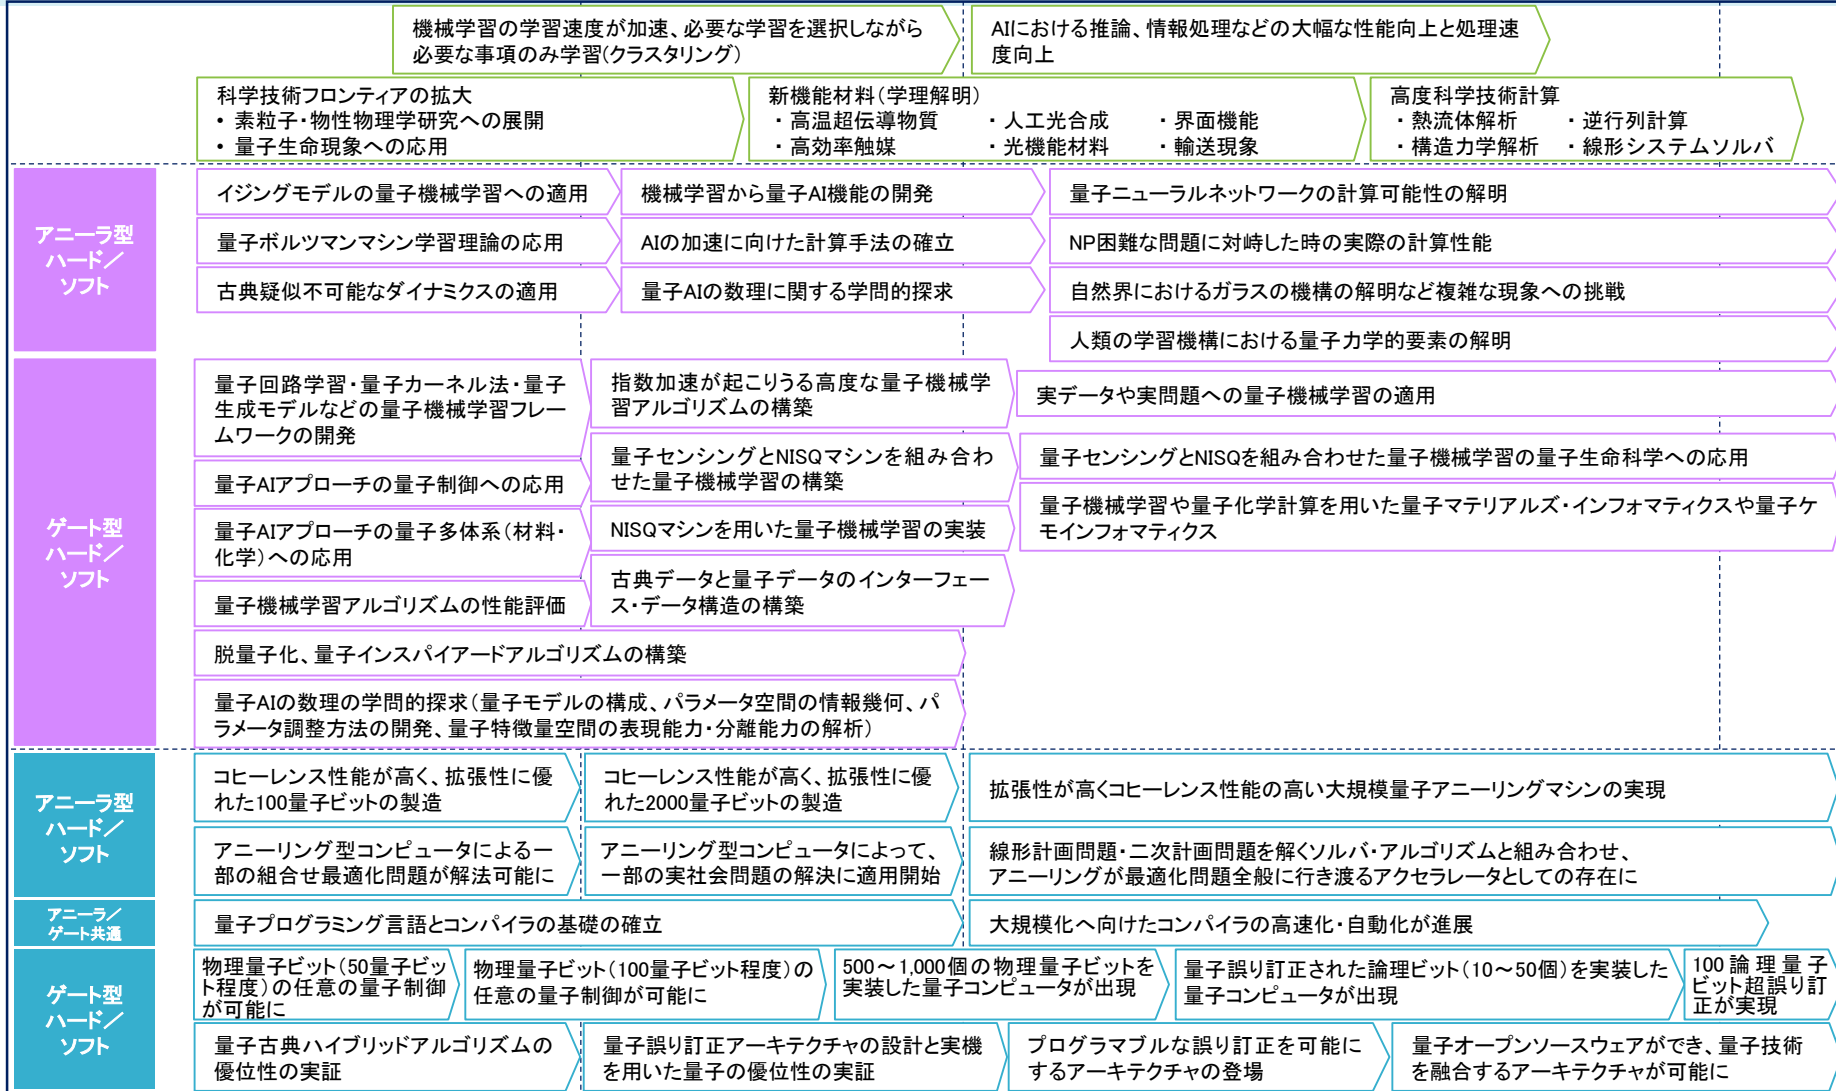 機械学習の学習速度が加速、必要な学習を選択しながら
必要な事項のみ学習(クラスタリング)
AIにおける推論、情報処理などの大幅な性能向上と処理速
度向上
科学技術フロンティアの拡大
• 素粒子・物性物理学研究への展開
• 量子生命現象への応用
新機能材料（学理解明）
・高温超伝導物質 ・人工光合成 ・界面機能
・高効率触媒 ・光機能材料 ・輸送現象
高度科学技術計算
・熱流体解析 ・逆行列計算
・構造力学解析 ・線形システムソルバ
アニーラ型
ハード／
ソフト
イジングモデルの量子機械学習への適用
機械学習から量子AI機能の開発
量子ニューラルネットワークの計算可能性の解明
量子ボルツマンマシン学習理論の応用
AIの加速に向けた計算手法の確立
NP困難な問題に対峙した時の実際の計算性能
古典疑似不可能なダイナミクスの適用
量子AIの数理に関する学問的探求
自然界におけるガラスの機構の解明など複雑な現象への挑戦
人類の学習機構における量子力学的要素の解明
ゲート型
ハード／
ソフト
量子回路学習・量子カーネル法・量子
生成モデルなどの量子機械学習フレー
ムワークの開発
指数加速が起こりうる高度な量子機械学
習アルゴリズムの構築
実データや実問題への量子機械学習の適用
量子AIアプローチの量子制御への応用
量子センシングとNISQマシンを組み合わ
せた量子機械学習の構築
量子センシングとNISQを組み合わせた量子機械学習の量子生命科学への応用
量子AIアプローチの量子多体系（材料・
化学）への応用
NISQマシンを用いた量子機械学習の実装
量子機械学習や量子化学計算を用いた量子マテリアルズ・インフォマティクスや量子ケ
モインフォマティクス
量子機械学習アルゴリズムの性能評価
古典データと量子データのインターフェー
ス・データ構造の構築
脱量子化、量子インスパイアードアルゴリズムの構築
量子AIの数理の学問的探求（量子モデルの構成、パラメータ空間の情報幾何、パ
ラメータ調整方法の開発、量子特徴量空間の表現能力・分離能力の解析）
アニーラ型
ハード／
ソフト
コヒーレンス性能が高く、拡張性に優
れた100量子ビットの製造
コヒーレンス性能が高く、拡張性に優
れた2000量子ビットの製造
拡張性が高くコヒーレンス性能の高い大規模量子アニーリングマシンの実現
アニーリング型コンピュータによる一
部の組合せ最適化問題が解法可能に
アニーリング型コンピュータによって、
一部の実社会問題の解決に適用開始
線形計画問題・二次計画問題を解くソルバ・アルゴリズムと組み合わせ、
アニーリングが最適化問題全般に行き渡るアクセラレータとしての存在に
アニーラ／
ゲート共通
量子プログラミング言語とコンパイラの基礎の確立
大規模化へ向けたコンパイラの高速化・自動化が進展
ゲート型
ハード／
ソフト
物理量子ビット（50量子ビッ
ト程度）の任意の量子制御
が可能に
物理量子ビット（100量子ビット程度）の
任意の量子制御が可能に
500～1,000個の物理量子ビットを
実装した量子コンピュータが出現
量子誤り訂正された論理ビット（10～50個）を実装した
量子コンピュータが出現
100論理量子
ビット超誤り訂
正が実現
量子古典ハイブリッドアルゴリズムの
優位性の実証
量子誤り訂正アーキテクチャの設計と実機
を用いた量子の優位性の実証
プログラマブルな誤り訂正を可能に
するアーキテクチャの登場
量子オープンソースウェアができ、量子技術
を融合するアーキテクチャが可能に